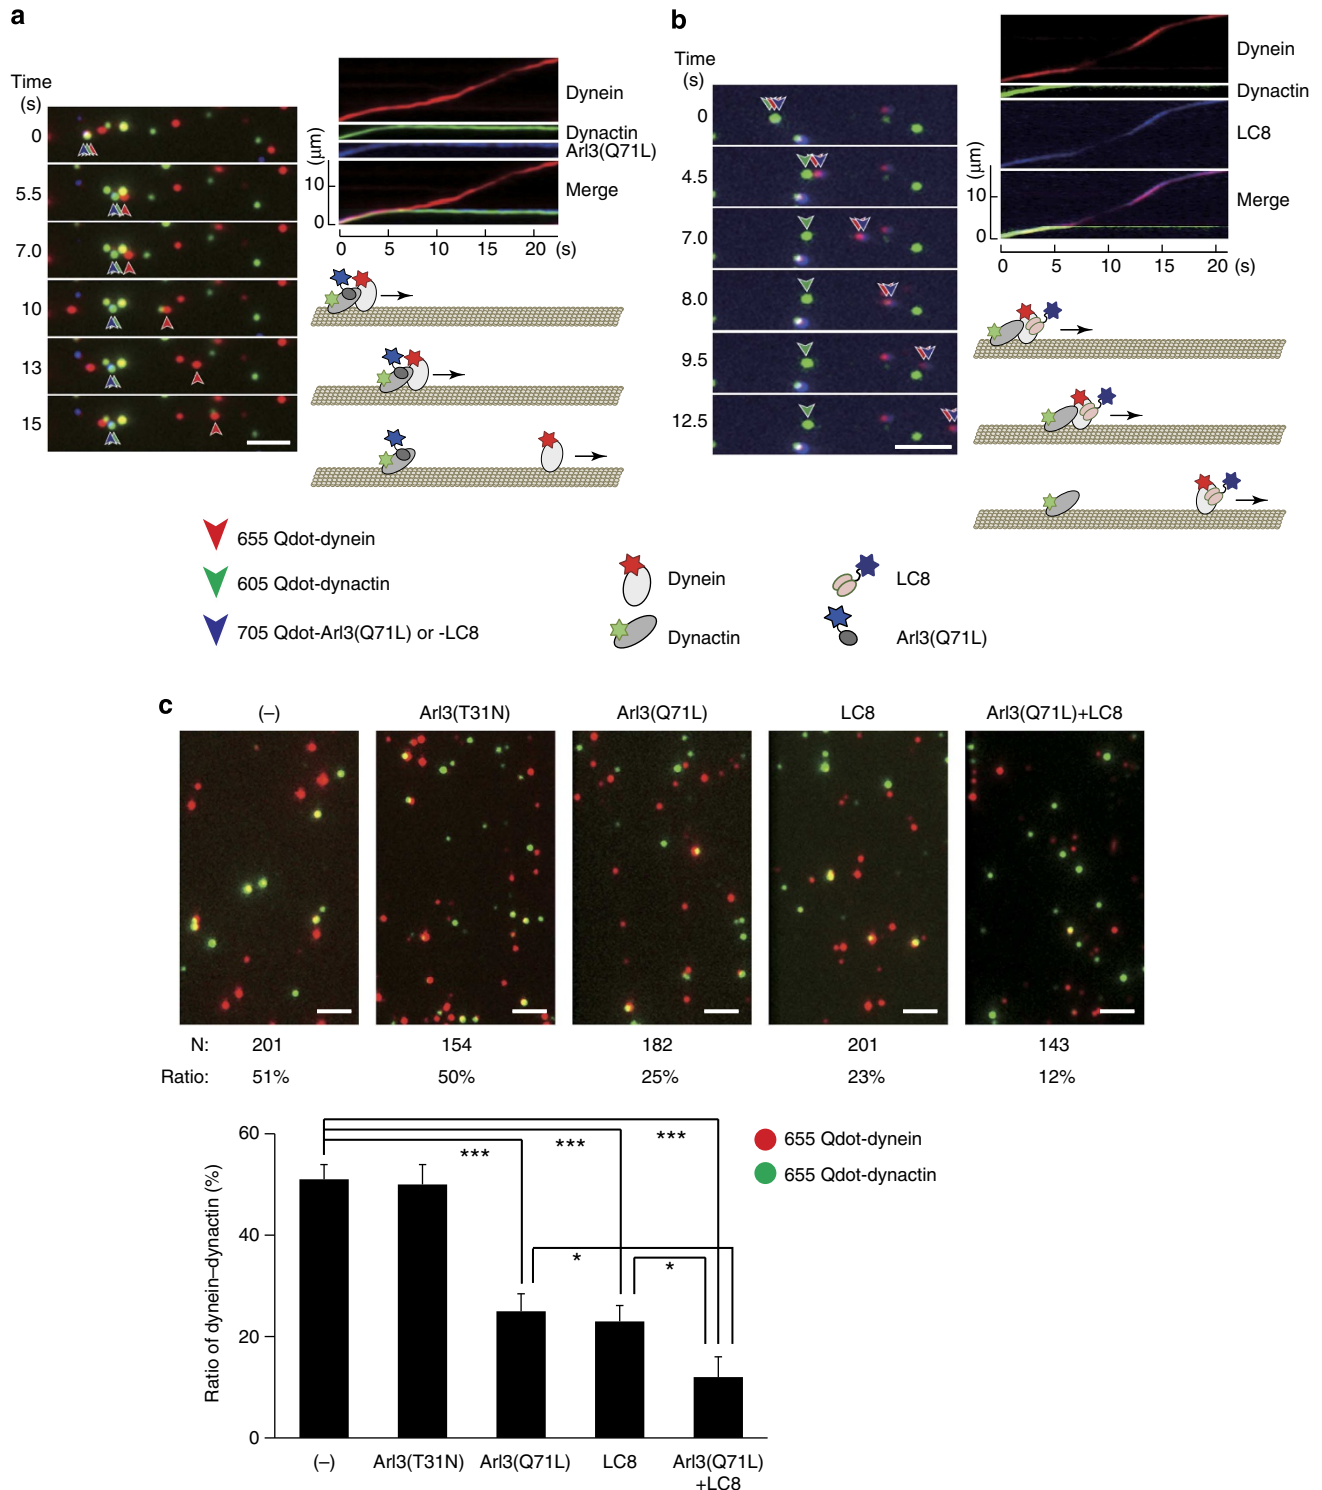 a
Time
(s)
0
5.5
7.0
10
13
15
(μm)
10
0
Dynein
Dynactin
Arl3(Q71L)
Merge
0 5 10 15 20 (s)
b
Time
(s)
0
4.5
7.0
8.0
9.5
12.5
(μm)
10
0
Dynein
Dynactin
LC8
Merge
0 5 10 15 20 (s)
655 Qdot-dynein
605 Qdot-dynactin
705 Qdot-Arl3(Q71L) or -LC8
Dynein
Dynactin
LC8
Arl3(Q71L)
c
(–) Arl3(T31N) Arl3(Q71L) LC8 Arl3(Q71L)+LC8
N: 201 154 182 201 143
Ratio: 51% 50% 25% 23% 12%
Ratio of dynein–dynactin (%)
60
40
20
0
***
***
***
*
*
655 Qdot-dynein
655 Qdot-dynactin
(–) Arl3(T31N) Arl3(Q71L) LC8 Arl3(Q71L)
+LC8